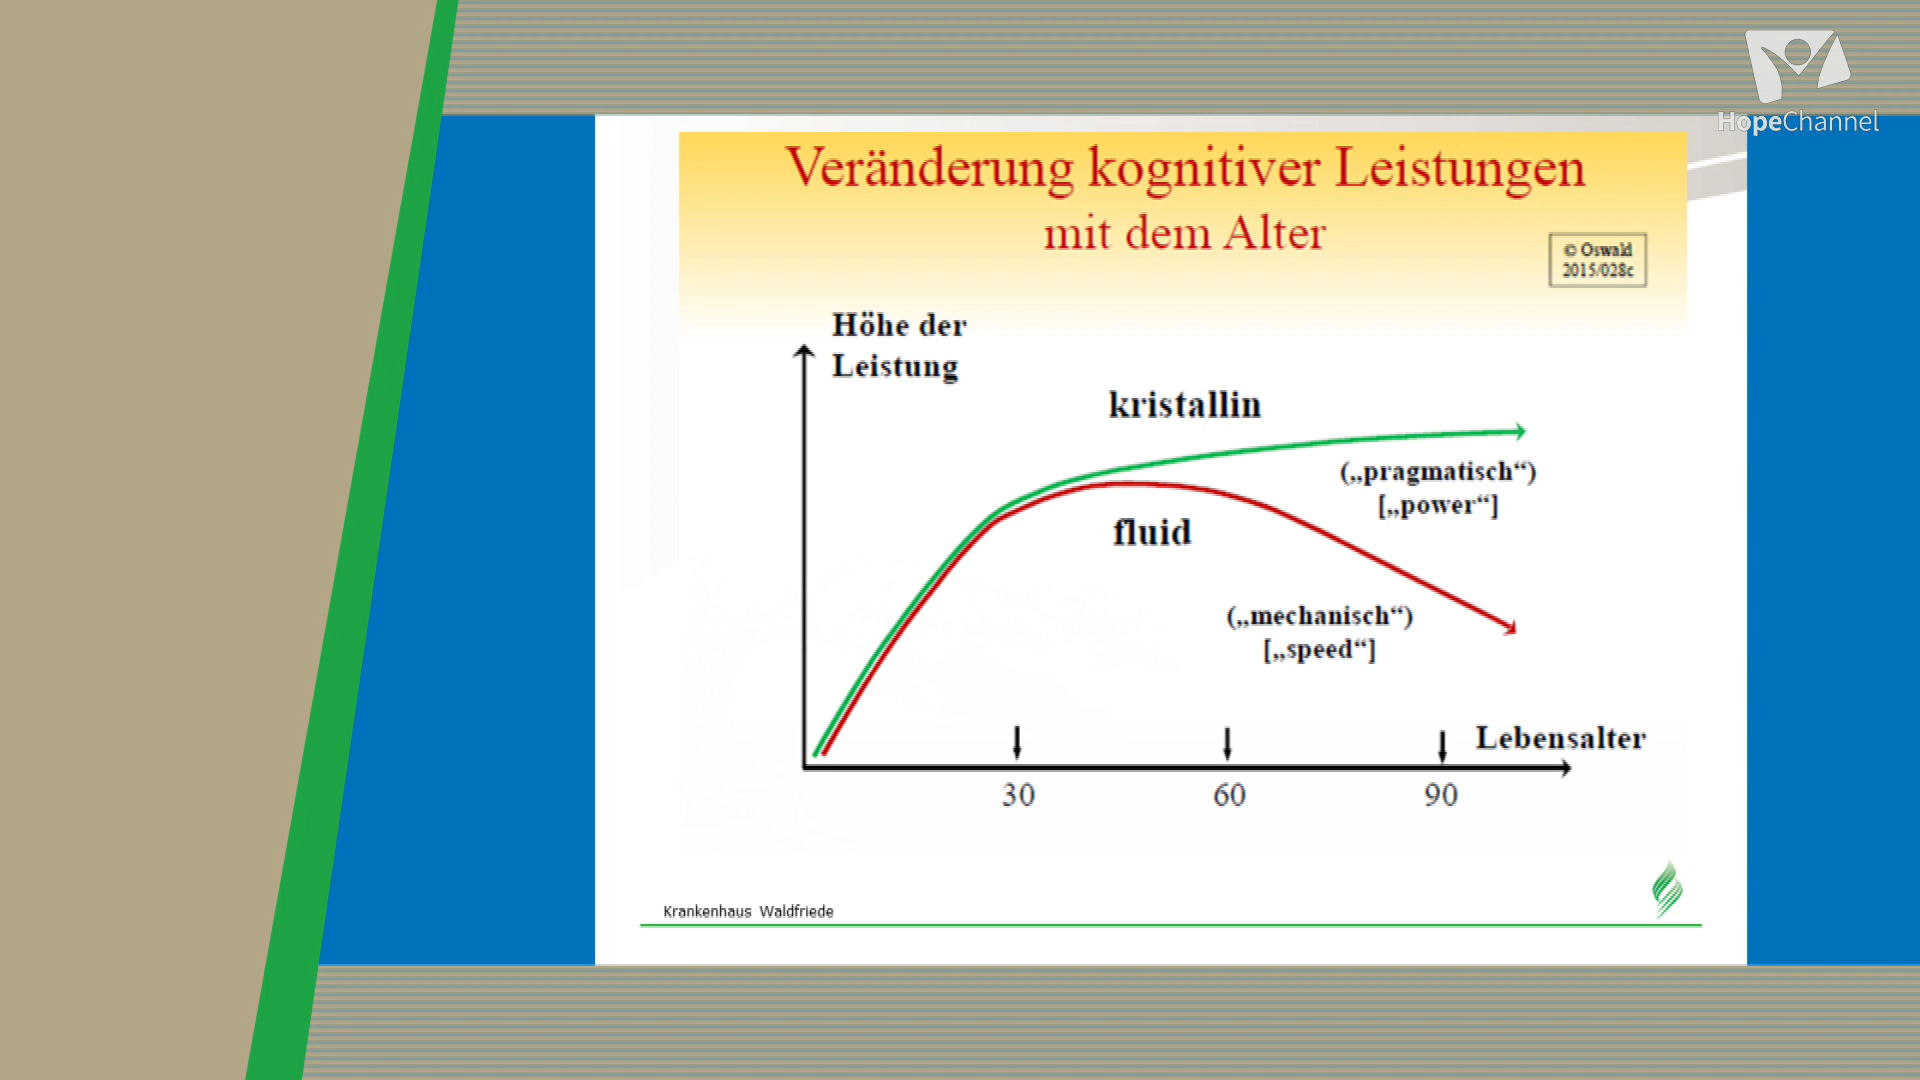 HopeChannel
Veränderung kognitiver Leistungen
mit dem Alter
© Oswald
2015/028c
Höhe der
Leistung
kristallin
(„pragmatisch“)
[„power“]
fluid
(„mechanisch“)
[„speed“]
Lebensalter
30 60 90
Krankenhaus Waldfriede